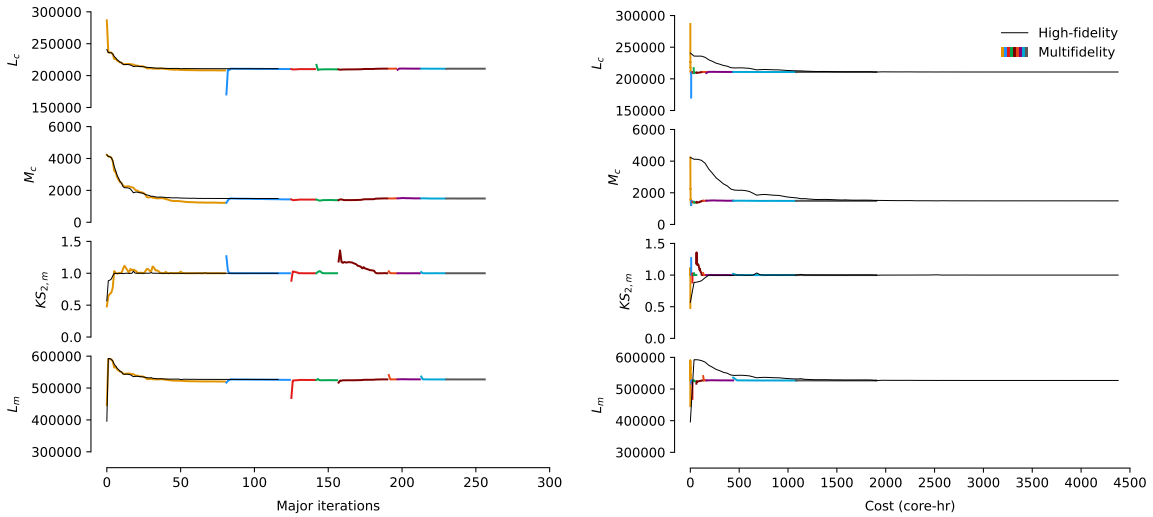 300000
250000
200000
150000
L_c
6000
4000
2000
0
M_c
1.5
1.0
0.5
0.0
KS_{2,m}
600000
500000
400000
300000
L_m
0 50 100 150 200 250 300
Major iterations
300000
250000
200000
150000
L_c
High-fidelity
Multifidelity
6000
4000
2000
0
M_c
1.5
1.0
0.5
0.0
KS_{2,m}
600000
500000
400000
300000
L_m
0 500 1000 1500 2000 2500 3000 3500 4000 4500
Cost (core-hr)